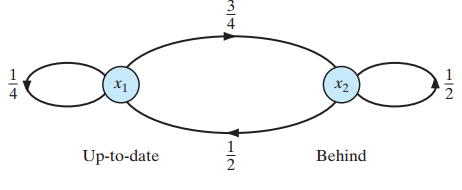 3/4
1/4
x₁
x₂
1/2
Up-to-date
1/2
Behind